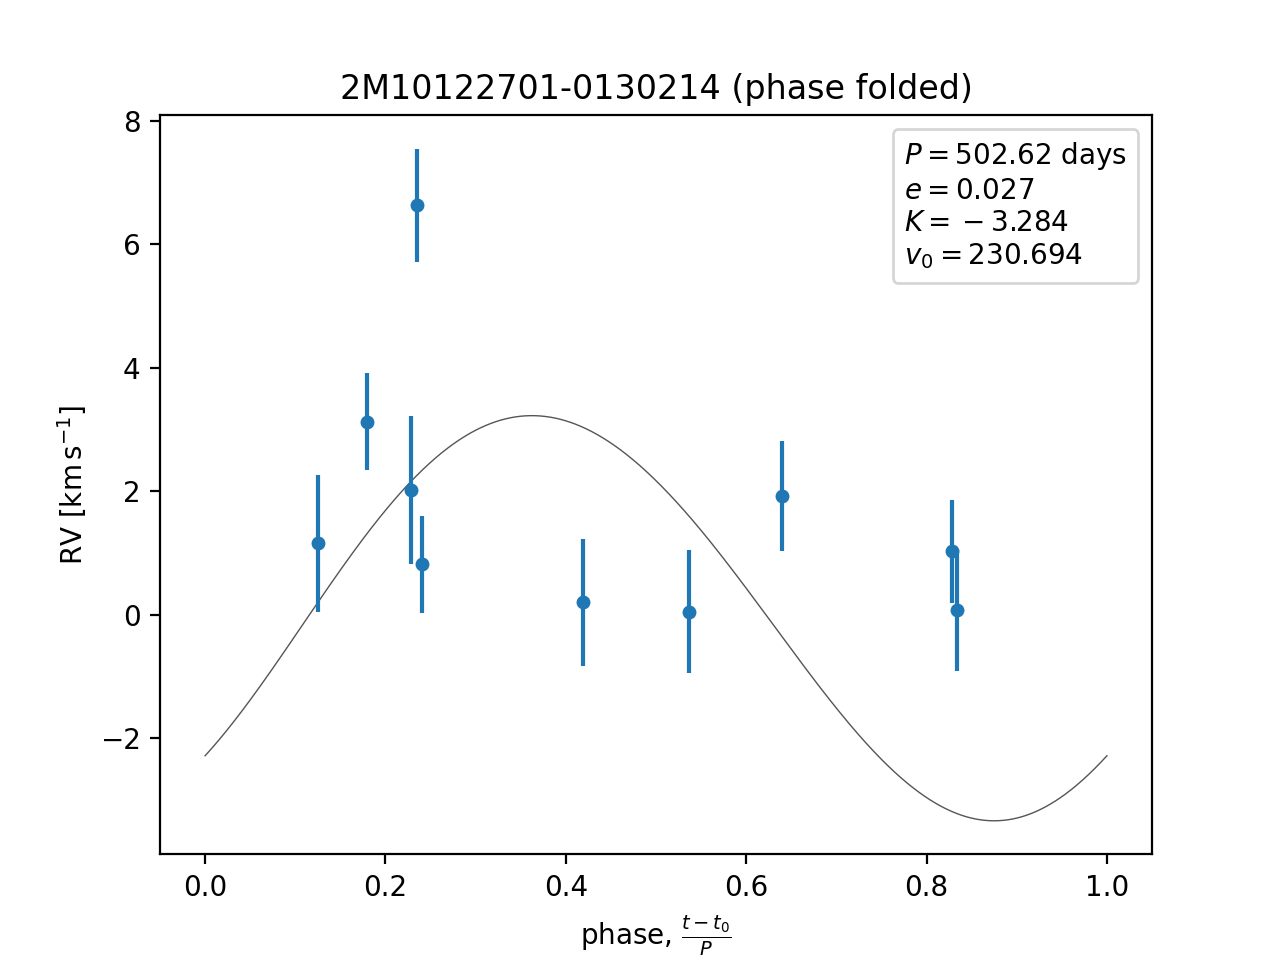 2M10122701-0130214 (phase folded)
P = 502.62 days
e = 0.027
K = −3.284
v₀ = 230.694
RV [km s⁻¹]
8
6
4
2
0
−2
0.0 0.2 0.4 0.6 0.8 1.0
phase, (t − t₀)/P